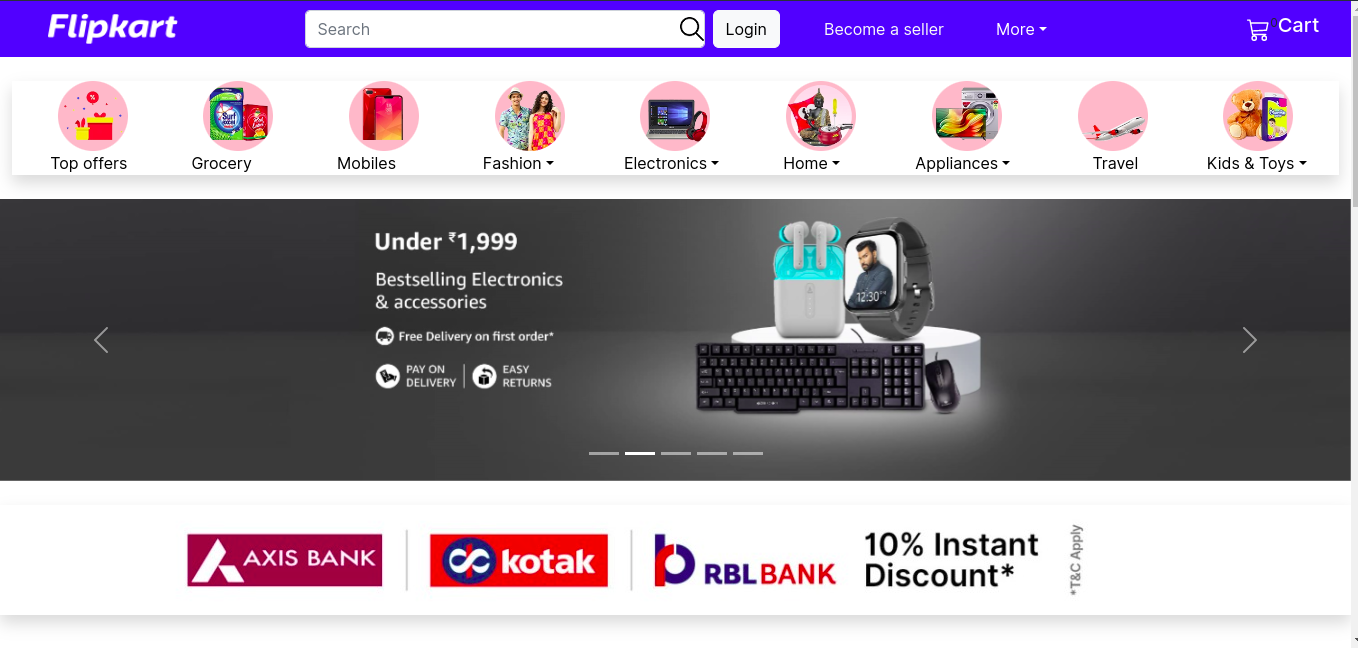 Flipkart
Search
Login
Become a seller
More
Cart
Top offers
Grocery
Mobiles
Fashion
Electronics
Home
Appliances
Travel
Kids & Toys
Under ₹1,999
Bestselling Electronics
& accessories
Free Delivery on first order*
PAY ON
DELIVERY
EASY
RETURNS
12:30
AXIS BANK
kotak
RBL BANK
10% Instant
Discount*
*T&C Apply